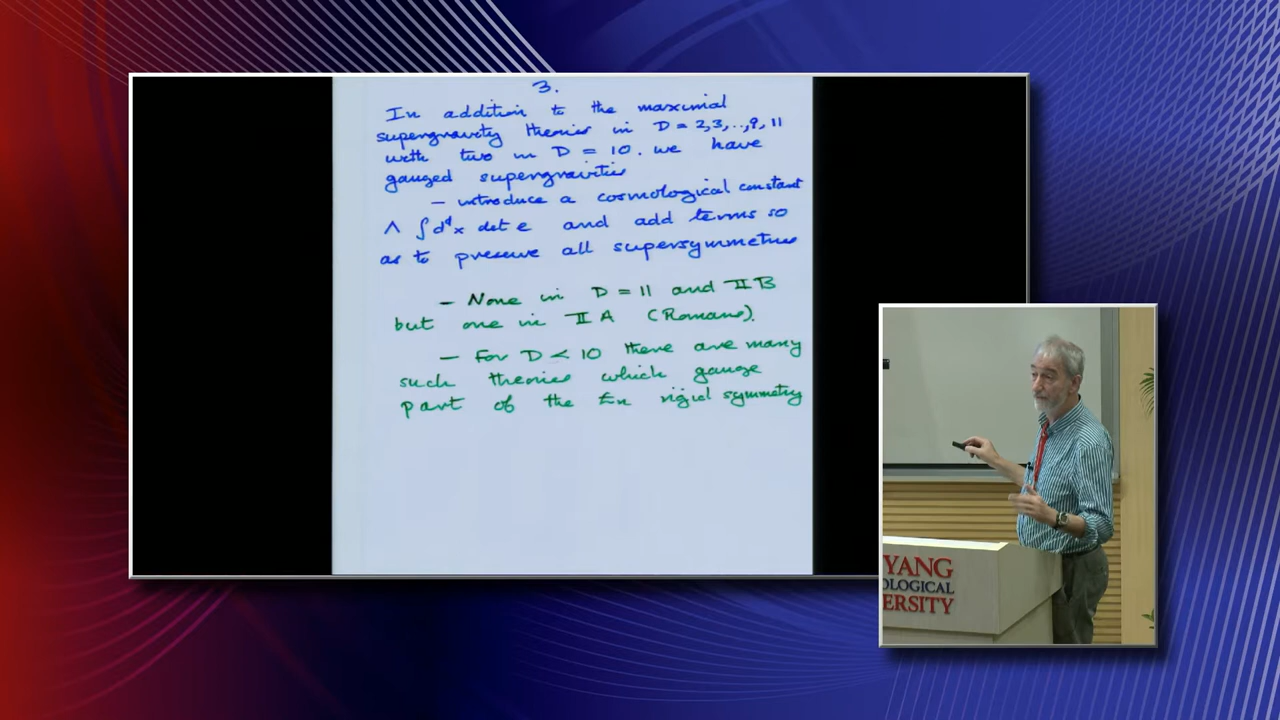 3.
In addition to the maximal
supergravity theories in D = 2,3,..,9, 11
with two in D = 10. we have
gauged supergravities
- introduce a cosmological constant
Λ ∫d^dx det e and add terms so
as to preserve all supersymmetries
- None in D = 11 and IIB
but one in IIA (Romans).
- For D < 10 there are many
such theories which gauge
part of the En rigid symmetry
YANG
OLOGICAL
ERSITY